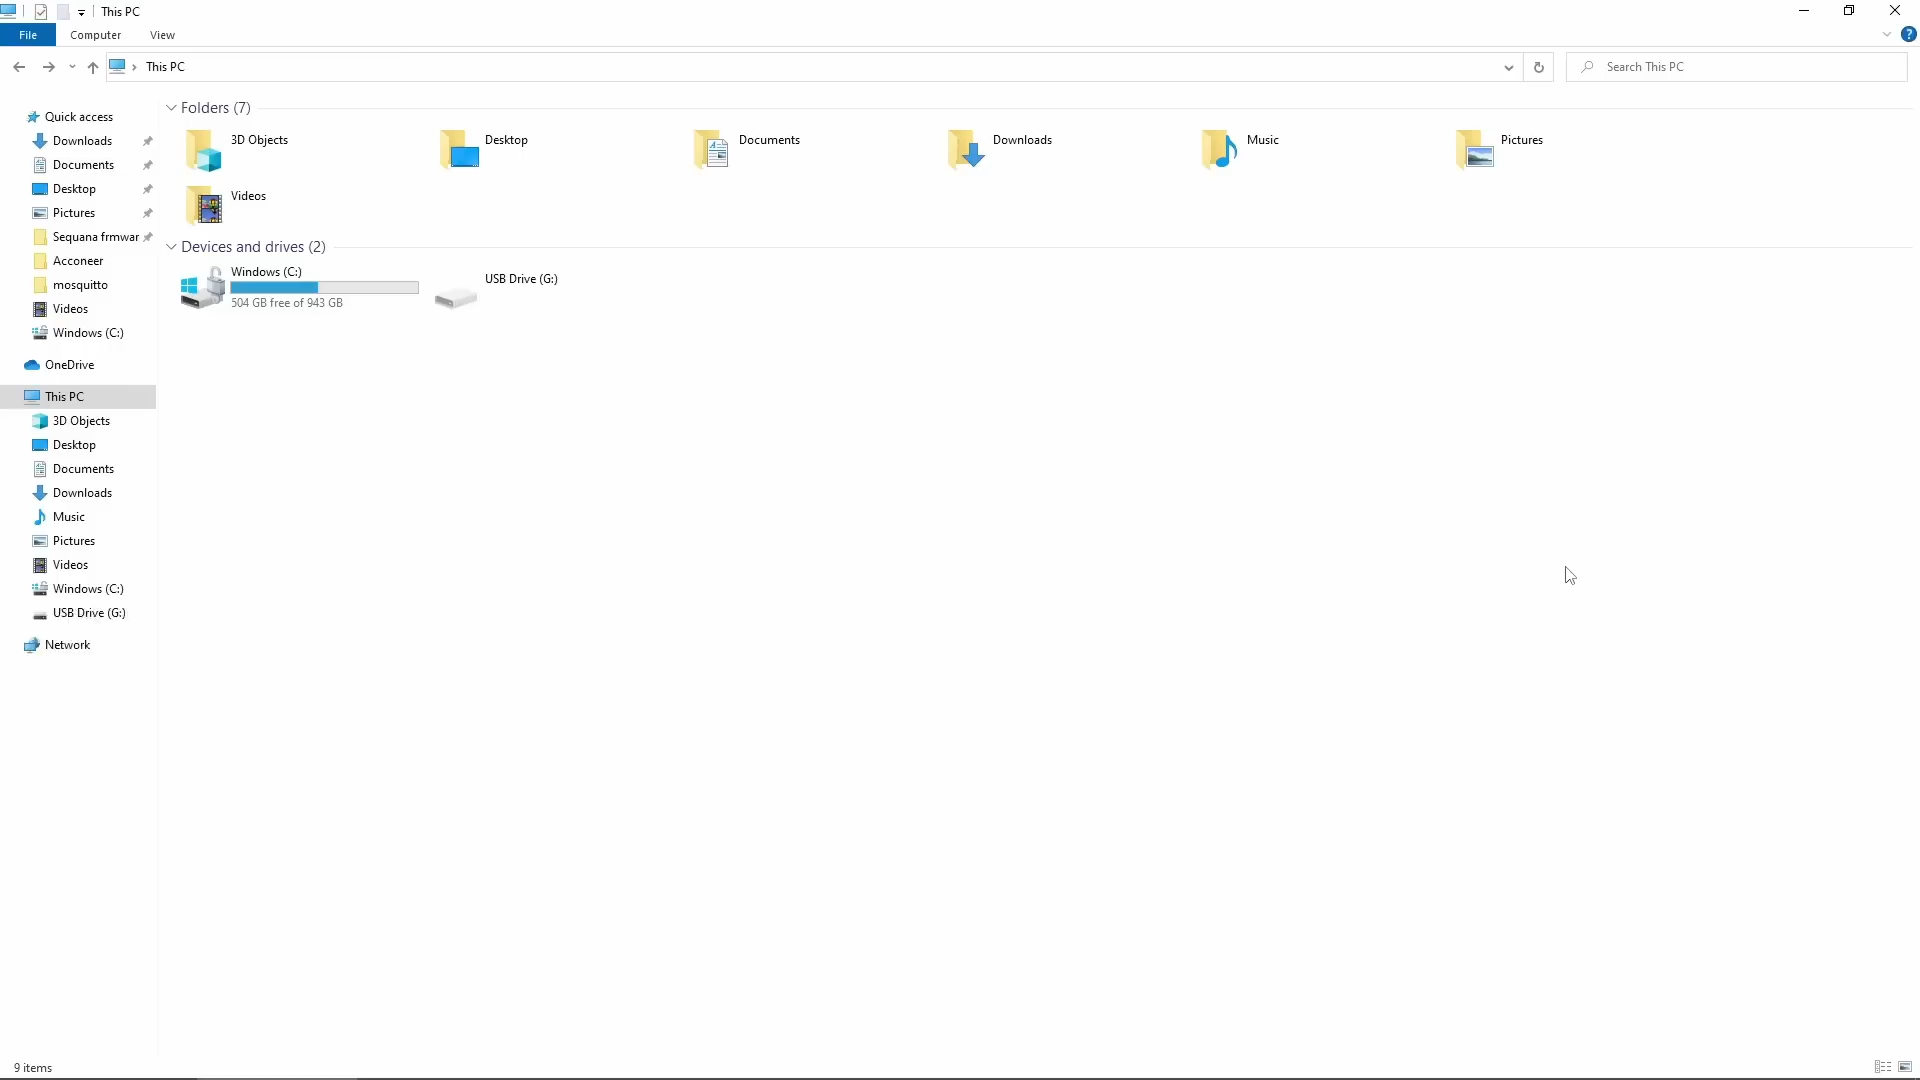 This PC
File Computer View
This PC
Search This PC
Quick access
Downloads
Documents
Desktop
Pictures
Sequana frmwar
Acconeer
mosquitto
Videos
Windows (C:)
OneDrive
This PC
3D Objects
Desktop
Documents
Downloads
Music
Pictures
Videos
Windows (C:)
USB Drive (G:)
Network
Folders (7)
3D Objects
Desktop
Documents
Downloads
Music
Pictures
Videos
Devices and drives (2)
Windows (C:)
504 GB free of 943 GB
USB Drive (G:)
9 items